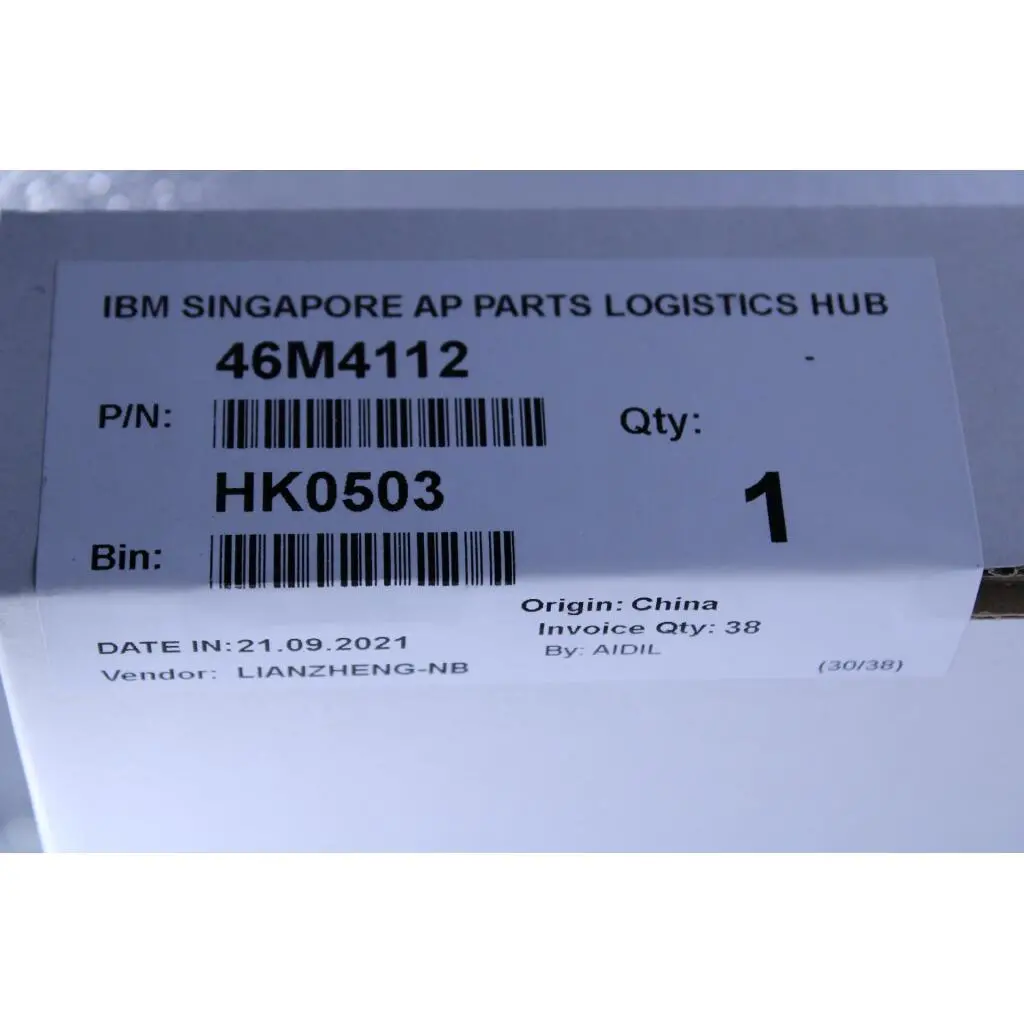 IBM SINGAPORE AP PARTS LOGISTICS HUB
46M4112 -
P/N: Qty:
HK0503 1
Bin:
Origin: China
Invoice Qty: 38
DATE IN:21.09.2021 By: AIDIL
Vendor: LIANZHENG-NB (30/38)